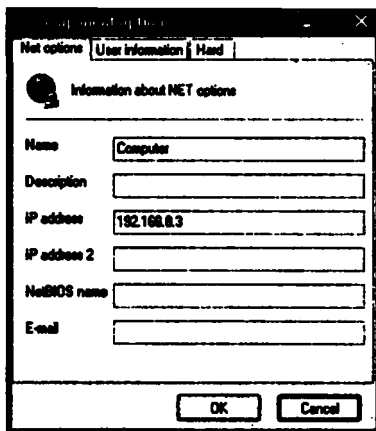 Net options User information Hard
Information about NET options
Name Computer
Description
IP address 192.168.0.3
IP address 2
NetBIOS name
E-mail
OK Cancel